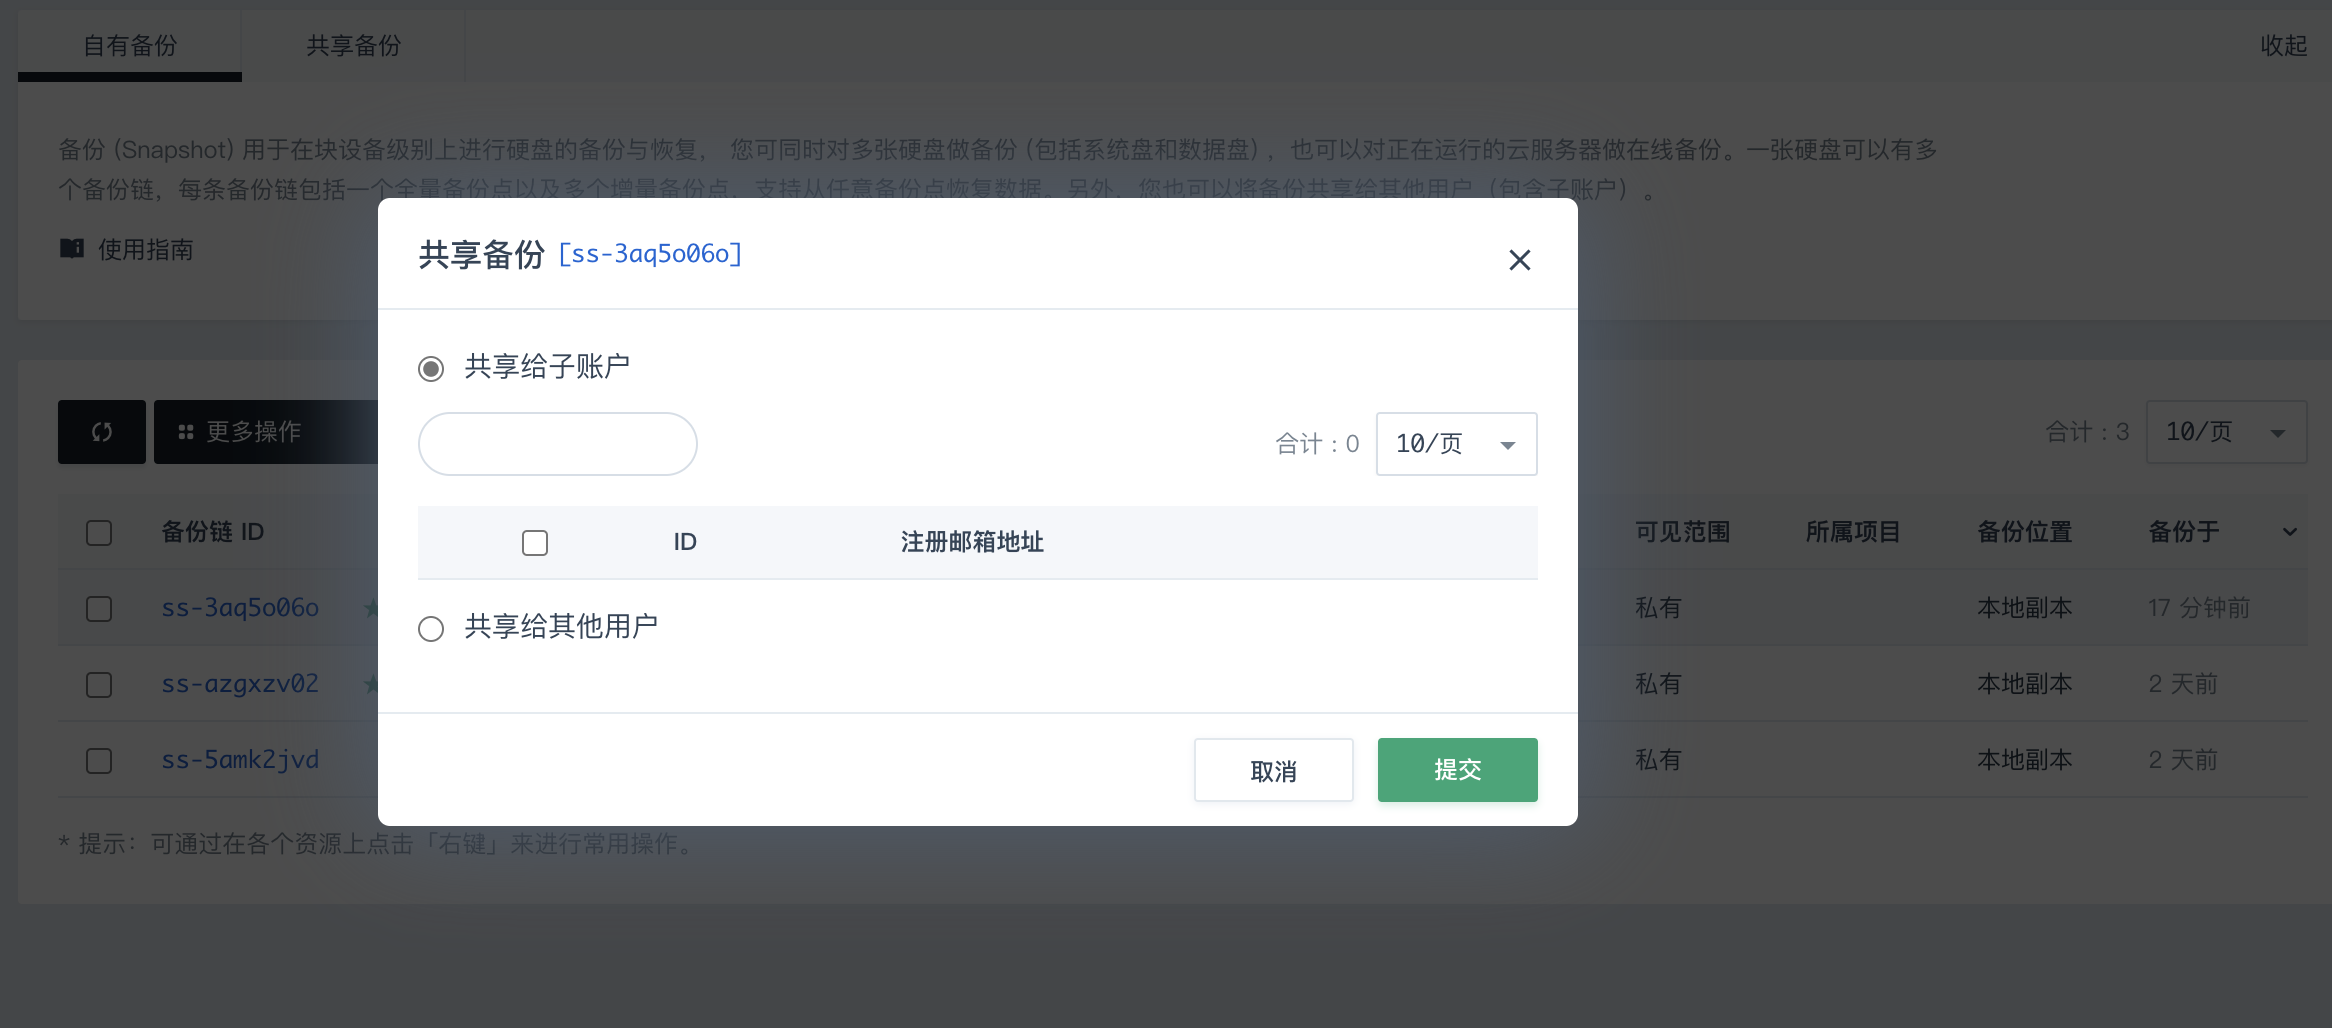 自有备份
共享备份
收起
备份 (Snapshot) 用于在块设备级别上进行硬盘的备份与恢复， 您可同时对多张硬盘做备份 (包括系统盘和数据盘) ，也可以对正在运行的云服务器做在线备份。一张硬盘可以有多
个备份链，每条备份链包括一个全量备份点以及多个增量备份点，支持从任意备份点恢复数据。另外，您也可以将备份共享给其他用户（包含子账户）。
使用指南
共享备份 [ss-3aq5o06o]
共享给子账户
合计：0
10/页
ID
注册邮箱地址
共享给其他用户
取消
提交
更多操作
合计：3
10/页
备份链 ID
可见范围
所属项目
备份位置
备份于
ss-3aq5o06o
私有
本地副本
17 分钟前
ss-azgxzv02
私有
本地副本
2 天前
ss-5amk2jvd
私有
本地副本
2 天前
* 提示：可通过在各个资源上点击「右键」来进行常用操作。